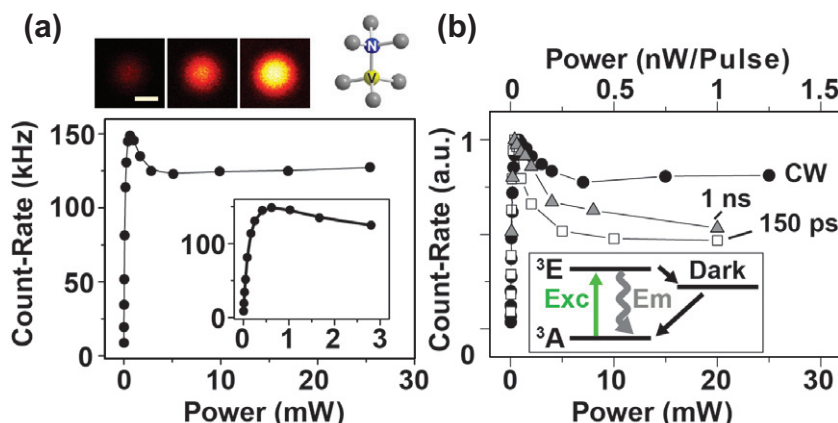 (a)
N
V
150
100
50
0
Count-Rate (kHz)
100
0
0 1 2 3
0 10 20 30
Power (mW)
(b)
Power (nW/Pulse)
0 0.5 1 1.5
1
0
Count-Rate (a.u.)
CW
1 ns
150 ps
³E
Dark
Exc
Em
³A
0 10 20 30
Power (mW)